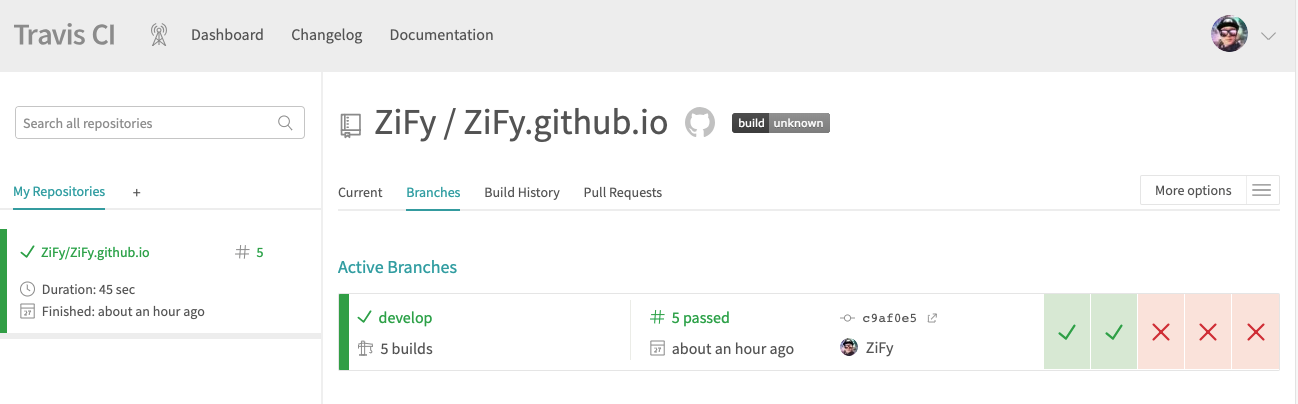 Travis CI
Dashboard Changelog Documentation
Search all repositories
ZiFy / ZiFy.github.io
build unknown
My Repositories +
Current Branches Build History Pull Requests
More options
ZiFy/ZiFy.github.io # 5
Duration: 45 sec
27 Finished: about an hour ago
Active Branches
develop # 5 passed c9af0e5
5 builds 27 about an hour ago ZiFy